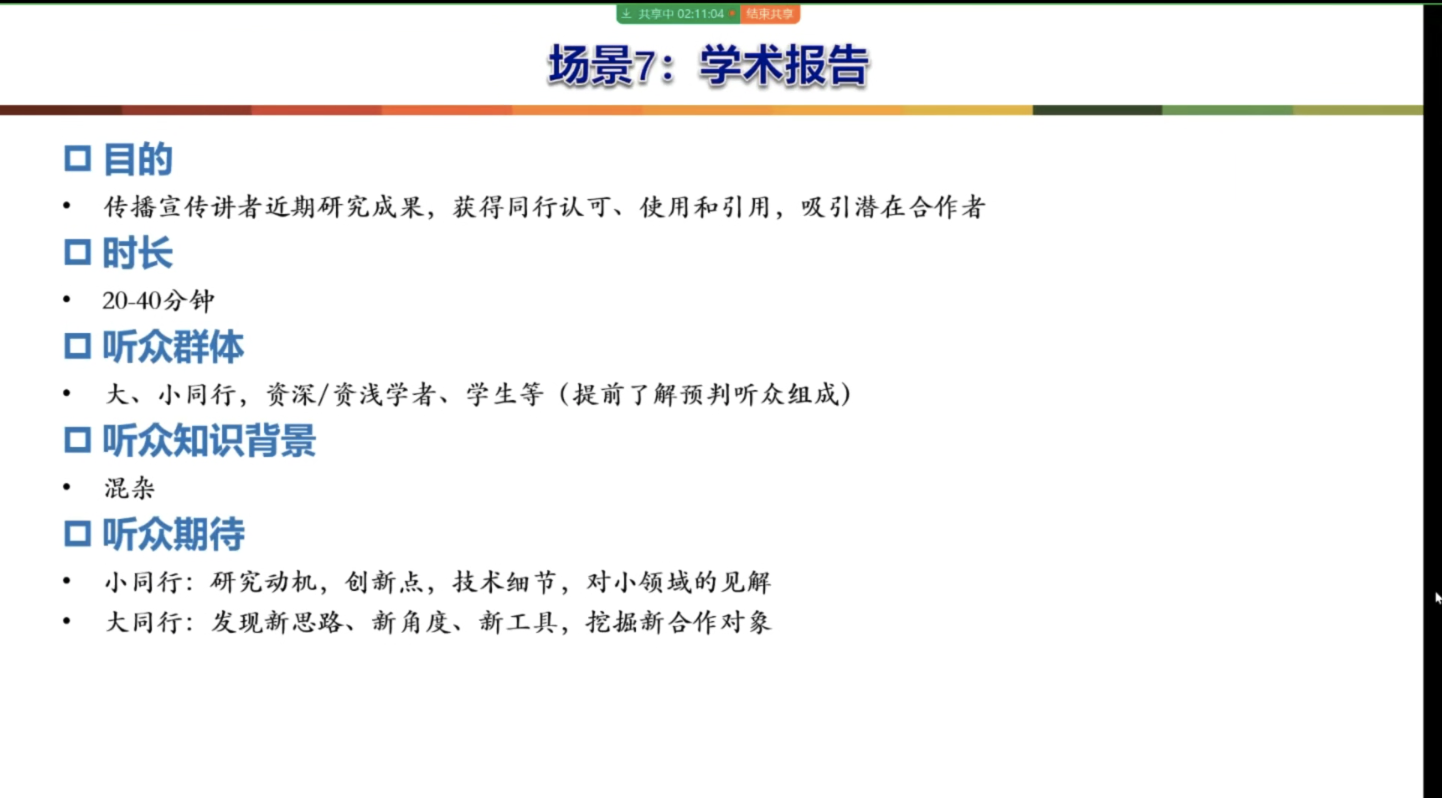 共享中 02:11:04 结束共享
场景7：学术报告
目的
• 传播宣传讲者近期研究成果，获得同行认可、使用和引用，吸引潜在合作者
时长
• 20-40分钟
听众群体
• 大、小同行，资深/资浅学者、学生等（提前了解预判听众组成）
听众知识背景
• 混杂
听众期待
• 小同行：研究动机，创新点，技术细节，对小领域的见解
• 大同行：发现新思路、新角度、新工具，挖掘新合作对象